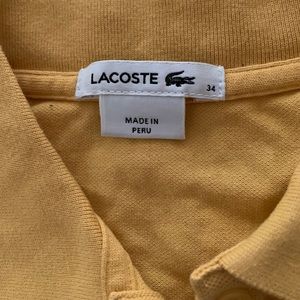 LACOSTE
34
MADE IN
PERU